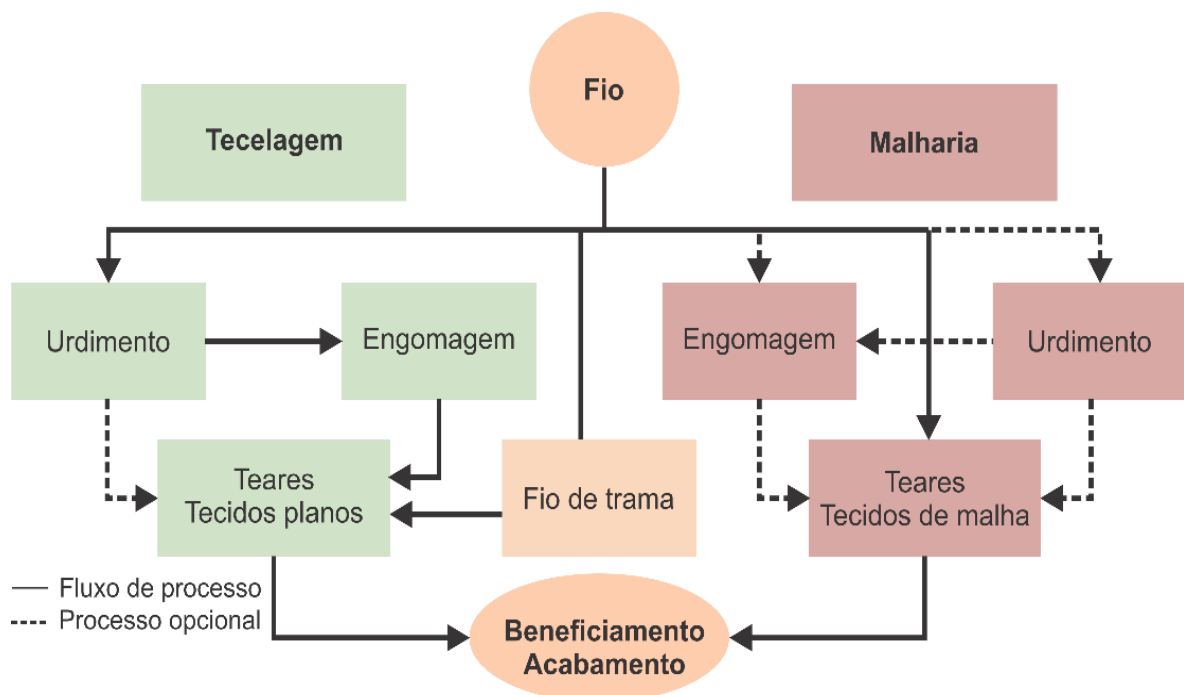 Fio
Tecelagem
Malharia
Urdimento
Engomagem
Engomagem
Urdimento
Teares
Tecidos planos
Fio de trama
Teares
Tecidos de malha
Fluxo de processo
Processo opcional
Beneficiamento
Acabamento